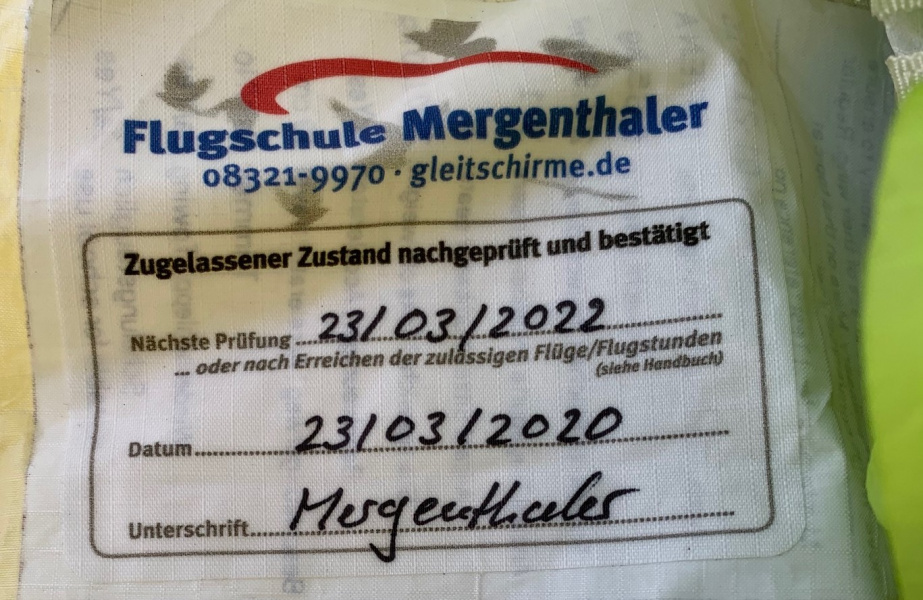 Flugschule Mergenthaler
08321-9970 · gleitschirme.de
Zugelassener Zustand nachgeprüft und bestätigt
Nächste Prüfung 23/03/2022
... oder nach Erreichen der zulässigen Flüge/Flugstunden
(siehe Handbuch)
Datum 23/03/2020
Unterschrift Mergenthaler